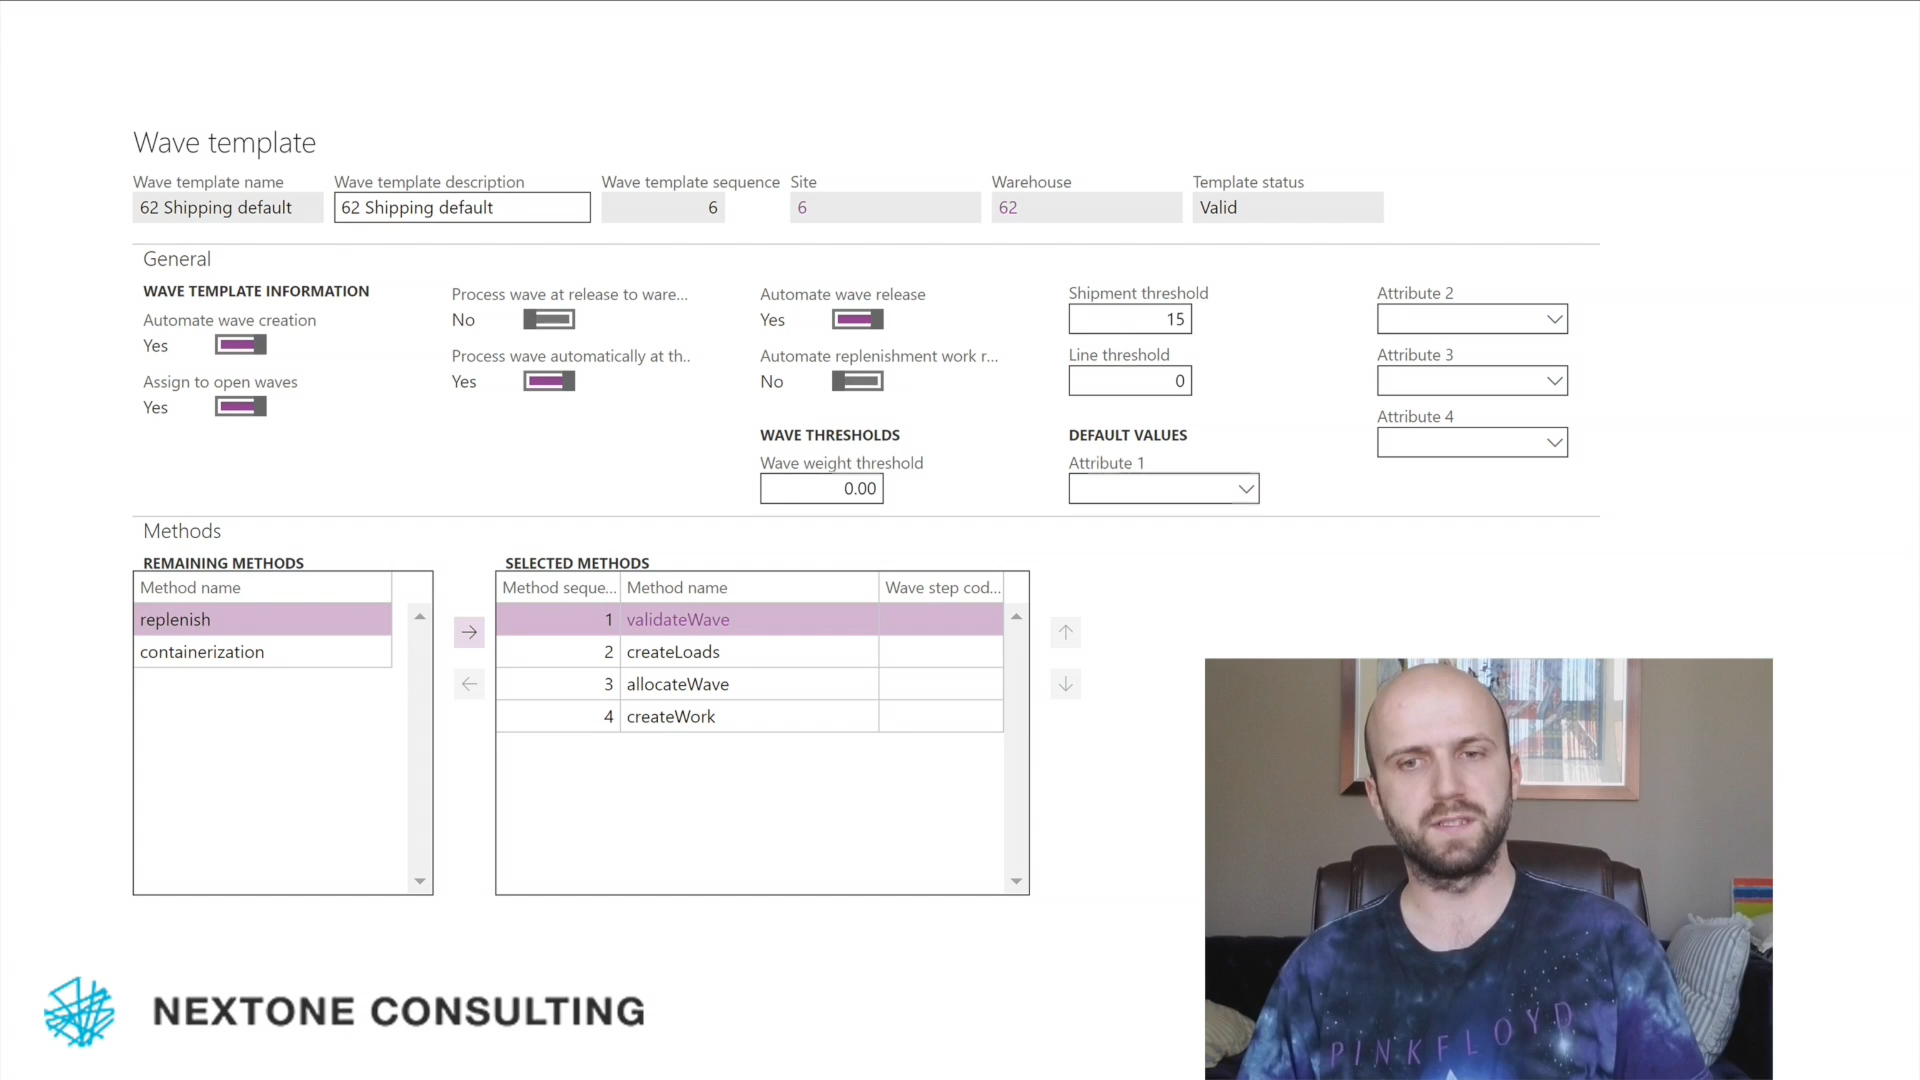 Wave template
Wave template name Wave template description Wave template sequence Site Warehouse Template status
62 Shipping default 62 Shipping default 6 6 62 Valid
General
WAVE TEMPLATE INFORMATION
Automate wave creation
Yes
Assign to open waves
Yes
Process wave at release to ware...
No
Process wave automatically at th..
Yes
Automate wave release
Yes
Automate replenishment work r...
No
WAVE THRESHOLDS
Wave weight threshold
0.00
Shipment threshold
15
Line threshold
0
DEFAULT VALUES
Attribute 1
Attribute 2
Attribute 3
Attribute 4
Methods
REMAINING METHODS
Method name
replenish
containerization
SELECTED METHODS
Method seque... Method name Wave step cod...
1 validateWave
2 createLoads
3 allocateWave
4 createWork
PINK FLOYD
NEXTONE CONSULTING